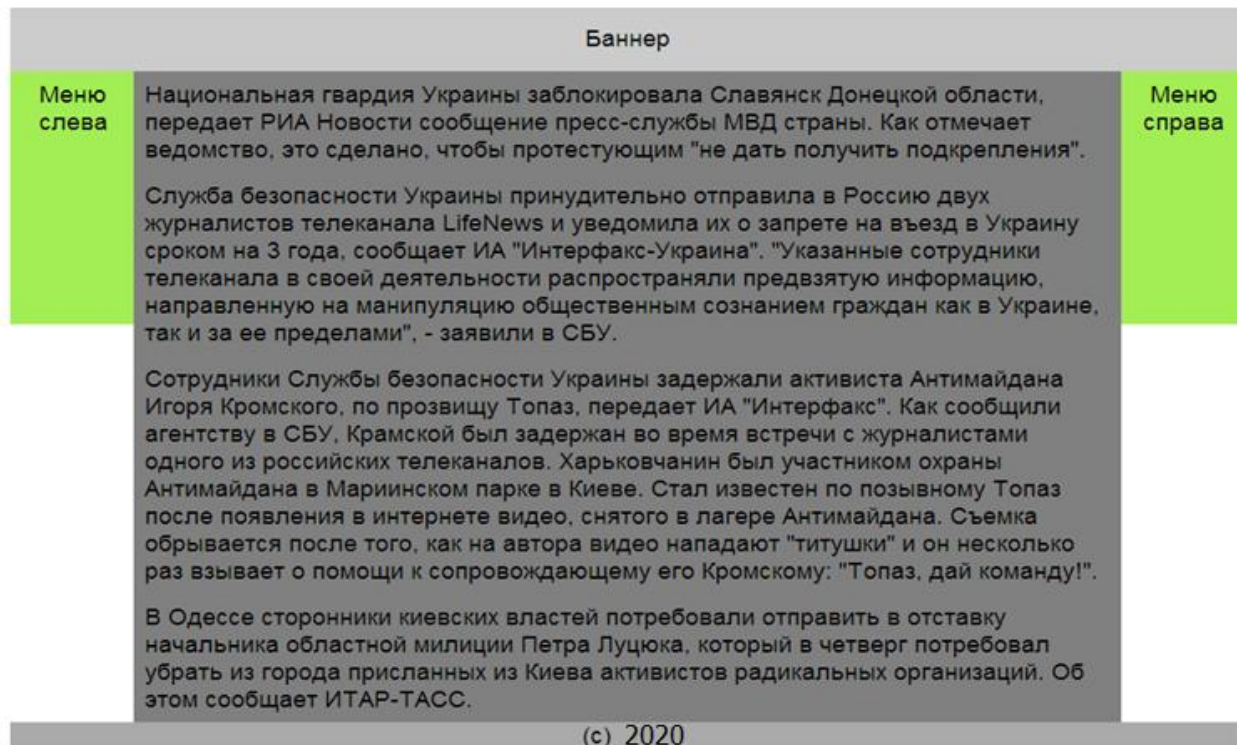 Баннер
Меню
слева
Национальная гвардия Украины заблокировала Славянск Донецкой области,
передает РИА Новости сообщение пресс-службы МВД страны. Как отмечает
ведомство, это сделано, чтобы протестующим "не дать получить подкрепления".
Служба безопасности Украины принудительно отправила в Россию двух
журналистов телеканала LifeNews и уведомила их о запрете на въезд в Украину
сроком на 3 года, сообщает ИА "Интерфакс-Украина". "Указанные сотрудники
телеканала в своей деятельности распространяли предвзятую информацию,
направленную на манипуляцию общественным сознанием граждан как в Украине,
так и за ее пределами", - заявили в СБУ.
Сотрудники Службы безопасности Украины задержали активиста Антимайдана
Игоря Кромского, по прозвищу Топаз, передает ИА "Интерфакс". Как сообщили
агентству в СБУ, Крамской был задержан во время встречи с журналистами
одного из российских телеканалов. Харьковчанин был участником охраны
Антимайдана в Мариинском парке в Киеве. Стал известен по позывному Топаз
после появления в интернете видео, снятого в лагере Антимайдана. Съемка
обрывается после того, как на автора видео нападают "титушки" и он несколько
раз взывает о помощи к сопровождающему его Кромскому: "Топаз, дай команду!".
В Одессе сторонники киевских властей потребовали отправить в отставку
начальника областной милиции Петра Луцюка, который в четверг потребовал
убрать из города присланных из Киева активистов радикальных организаций. Об
этом сообщает ИТАР-ТАСС.
Меню
справа
(c) 2020